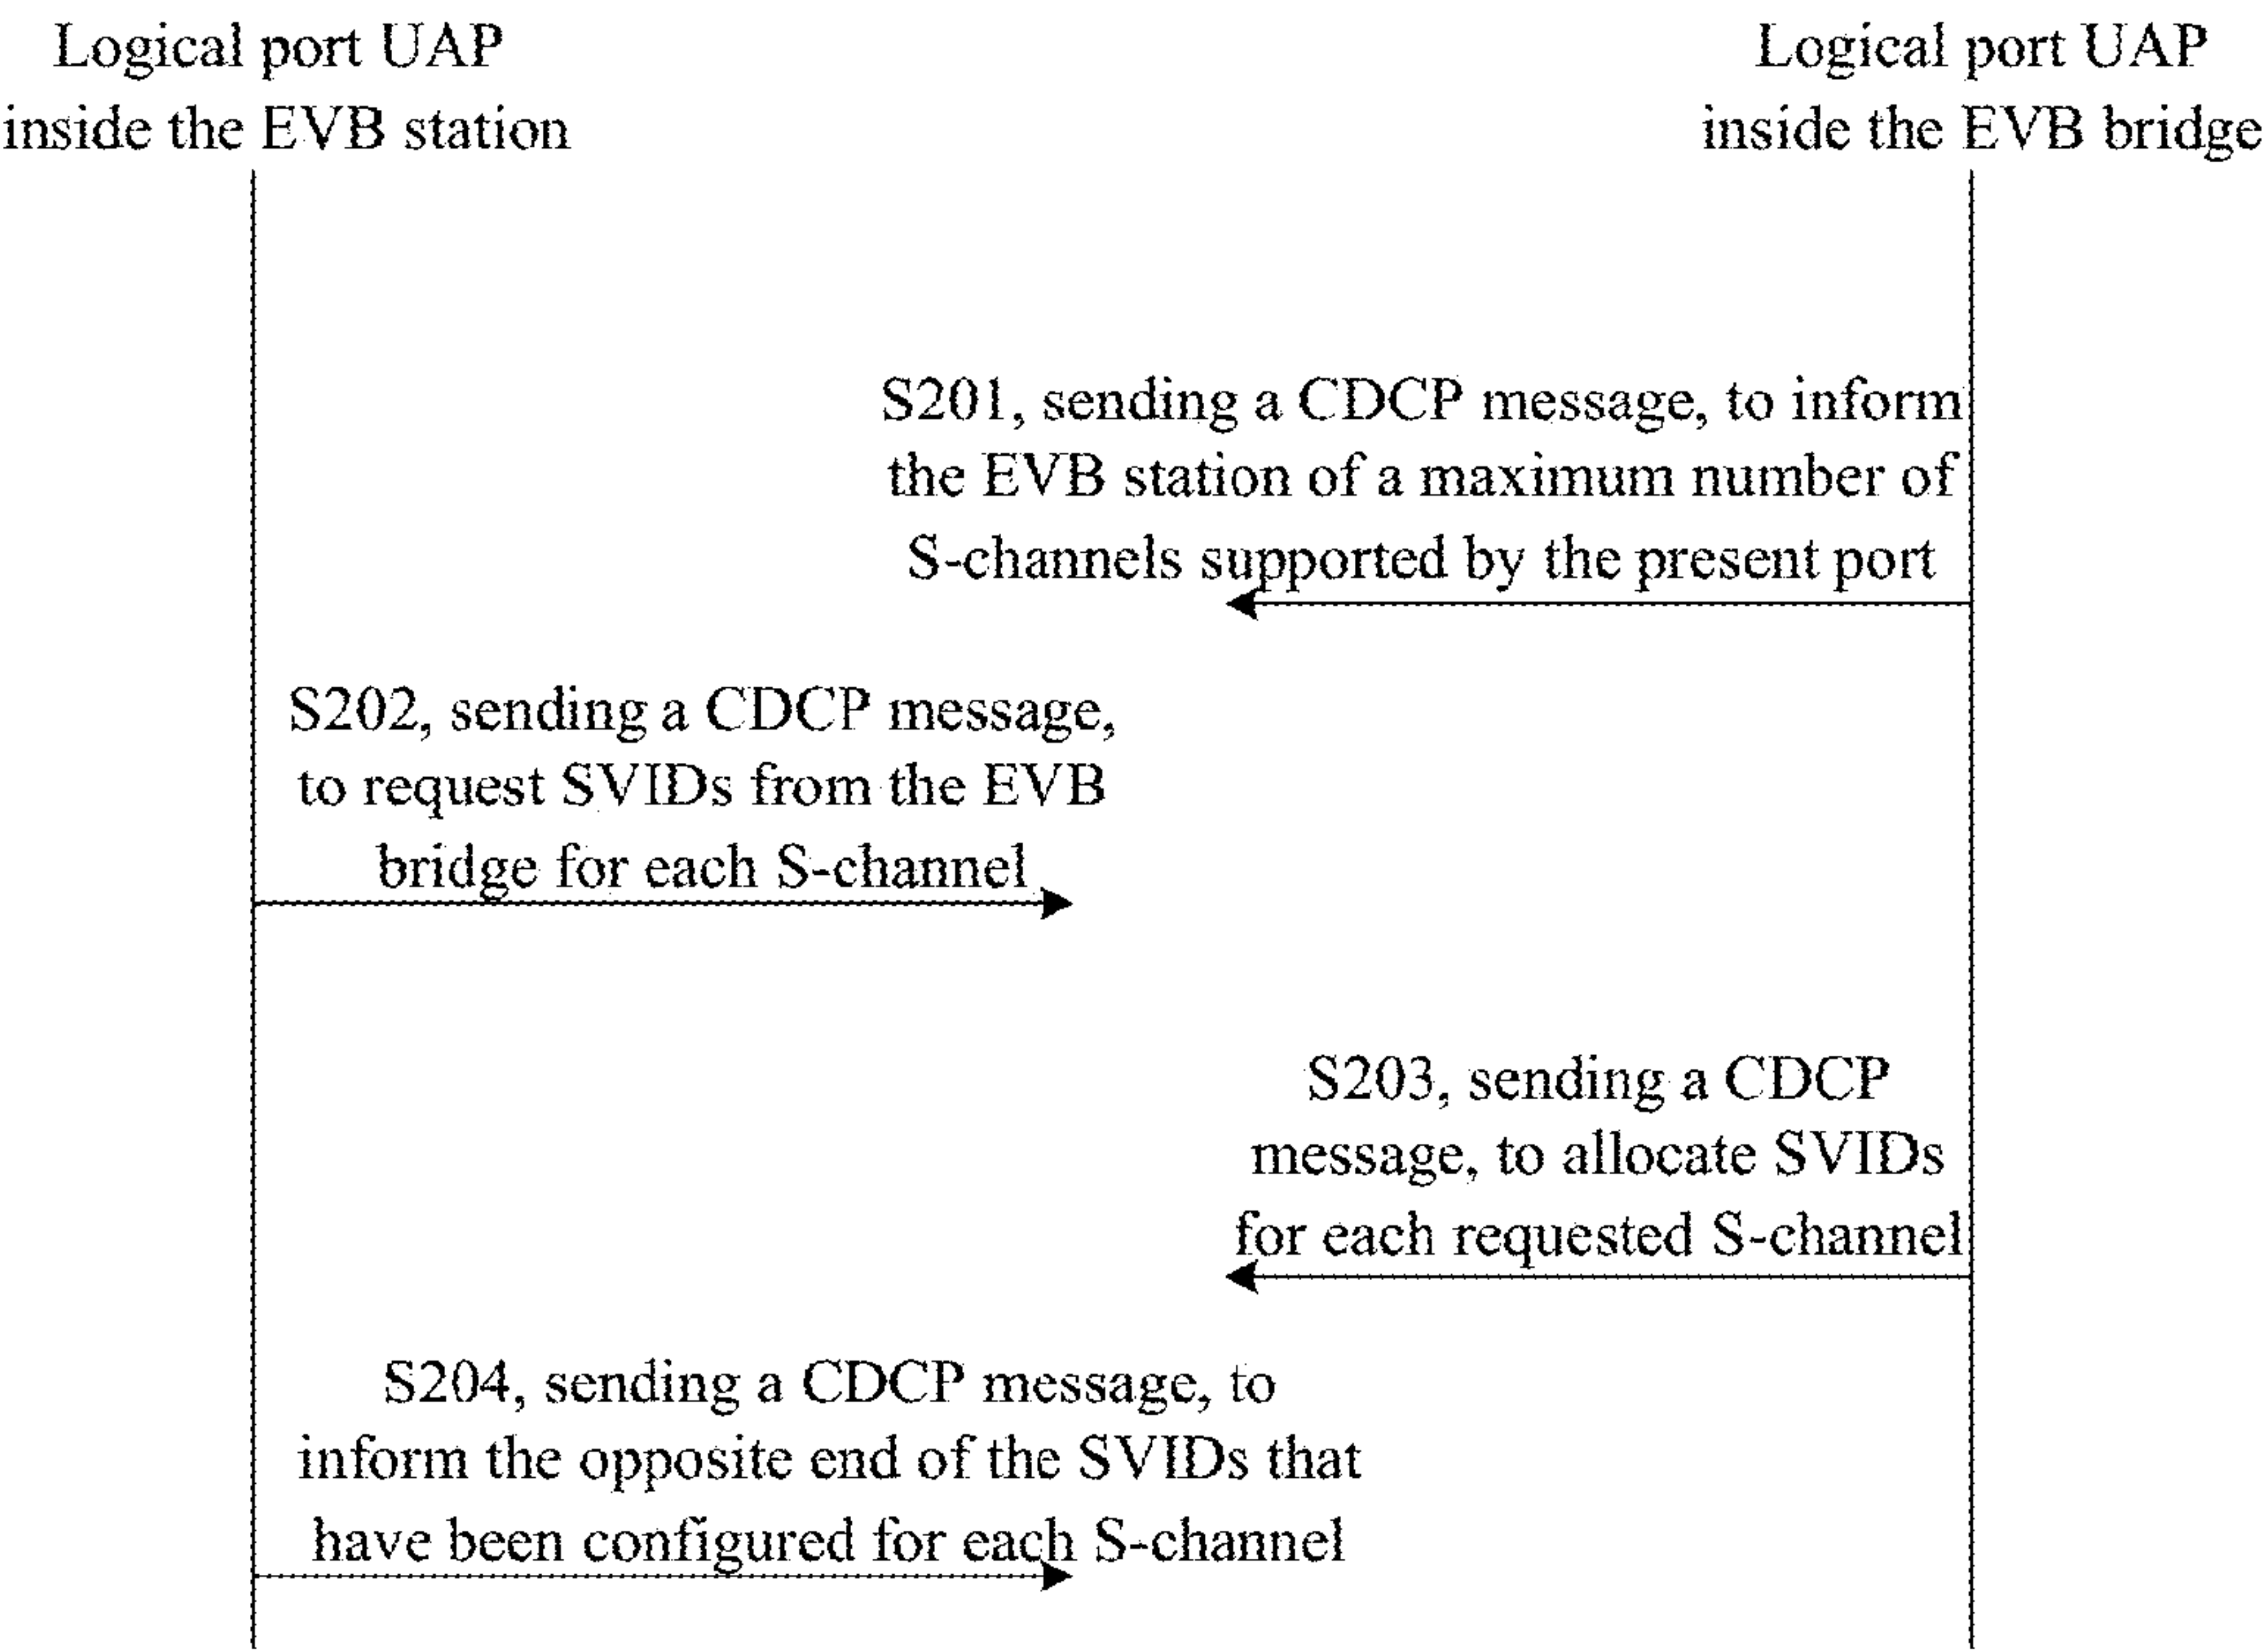 Logical port UAP
inside the EVB station
Logical port UAP
inside the EVB bridge
S201, sending a CDCP message, to inform
the EVB station of a maximum number of
S-channels supported by the present port
S202, sending a CDCP message,
to request SVIDs from the EVB
bridge for each S-channel
S203, sending a CDCP
message, to allocate SVIDs
for each requested S-channel
S204, sending a CDCP message, to
inform the opposite end of the SVIDs that
have been configured for each S-channel